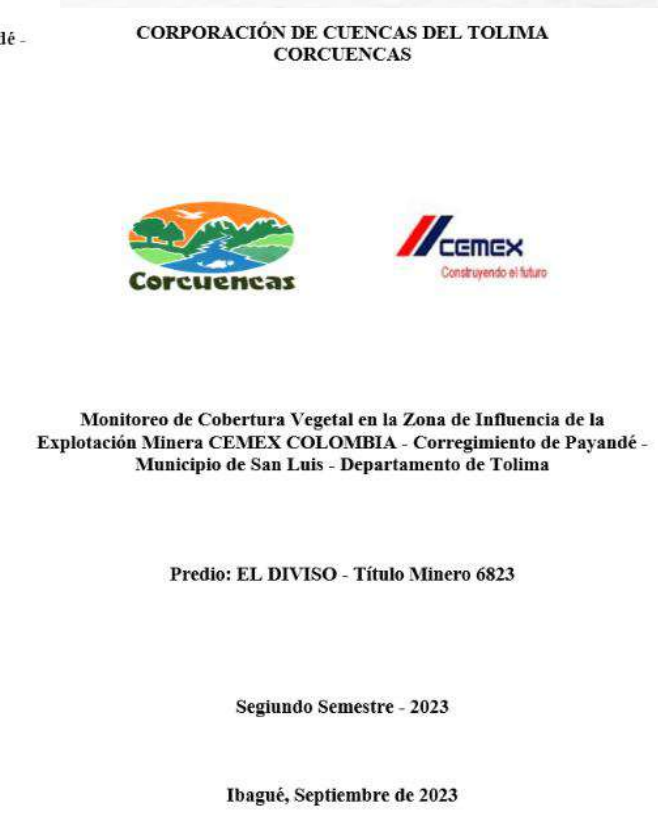 dé -
CORPORACIÓN DE CUENCAS DEL TOLIMA
CORCUENCAS
Corcuencas
CEMEX
Construyendo el futuro
Monitoreo de Cobertura Vegetal en la Zona de Influencia de la
Explotación Minera CEMEX COLOMBIA - Corregimiento de Payandé -
Municipio de San Luis - Departamento de Tolima
Predio: EL DIVISO - Título Minero 6823
Segiundo Semestre - 2023
Ibagué, Septiembre de 2023